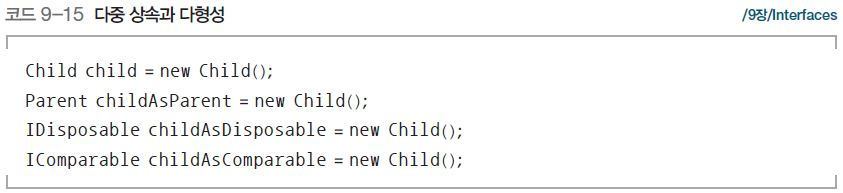 코드 9-15 다중 상속과 다형성 /9장/Interfaces
Child child = new Child();
Parent childAsParent = new Child();
IDisposable childAsDisposable = new Child();
IComparable childAsComparable = new Child();